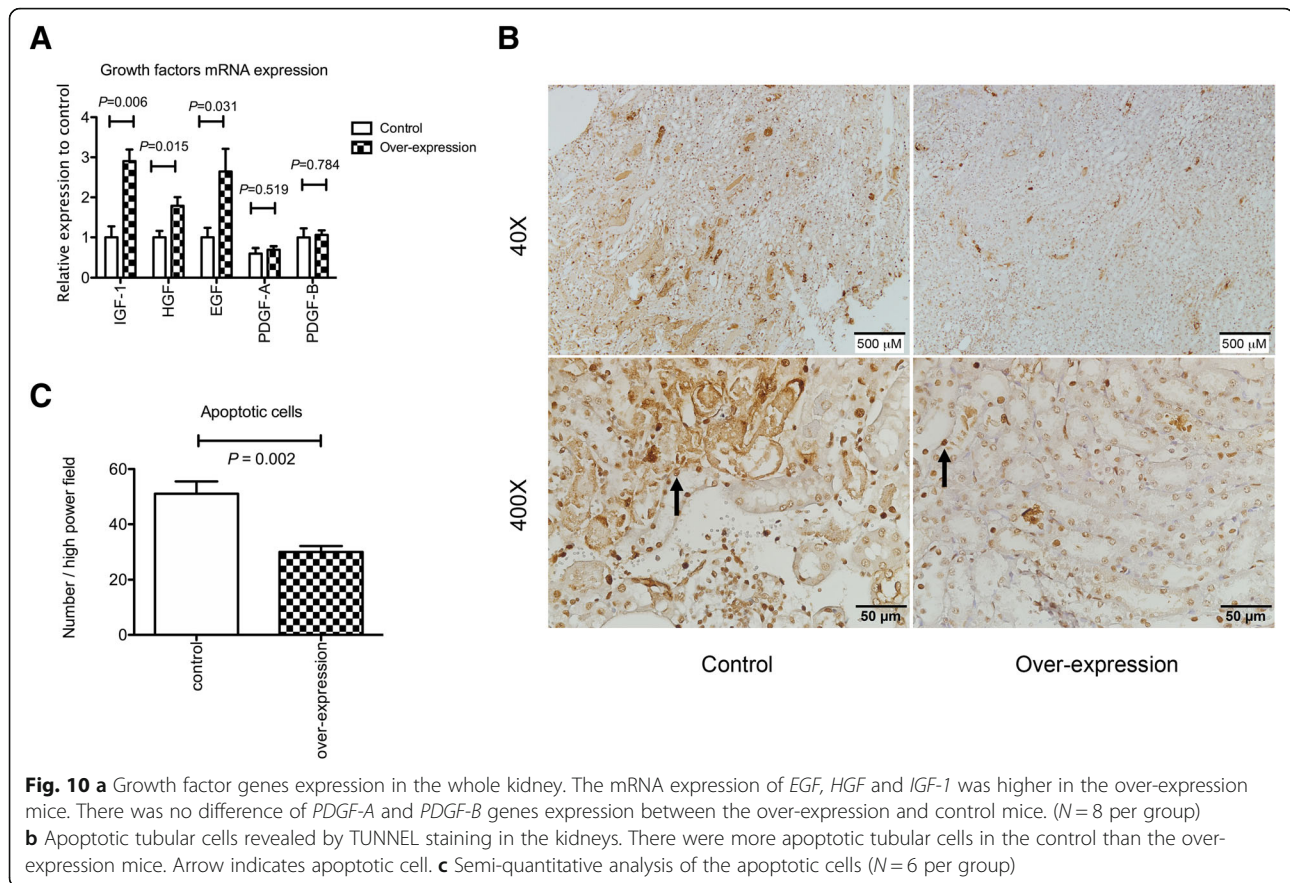 A
Growth factors mRNA expression
P=0.006
P=0.031
P=0.015
P=0.784
P=0.519
Control
Over-expression
Relative expression to control
4
3
2
1
0
IGF-1
HGF
EGF
PDGF-A
PDGF-B
B
40X
500 µM
500 µM
400X
50 µm
50 µm
Control
Over-expression
C
Apoptotic cells
P = 0.002
Number / high power field
60
40
20
0
control
over-expression
Fig. 10 a Growth factor genes expression in the whole kidney. The mRNA expression of EGF, HGF and IGF-1 was higher in the over-expression
mice. There was no difference of PDGF-A and PDGF-B genes expression between the over-expression and control mice. (N = 8 per group)
b Apoptotic tubular cells revealed by TUNNEL staining in the kidneys. There were more apoptotic tubular cells in the control than the over-
expression mice. Arrow indicates apoptotic cell. c Semi-quantitative analysis of the apoptotic cells (N = 6 per group)